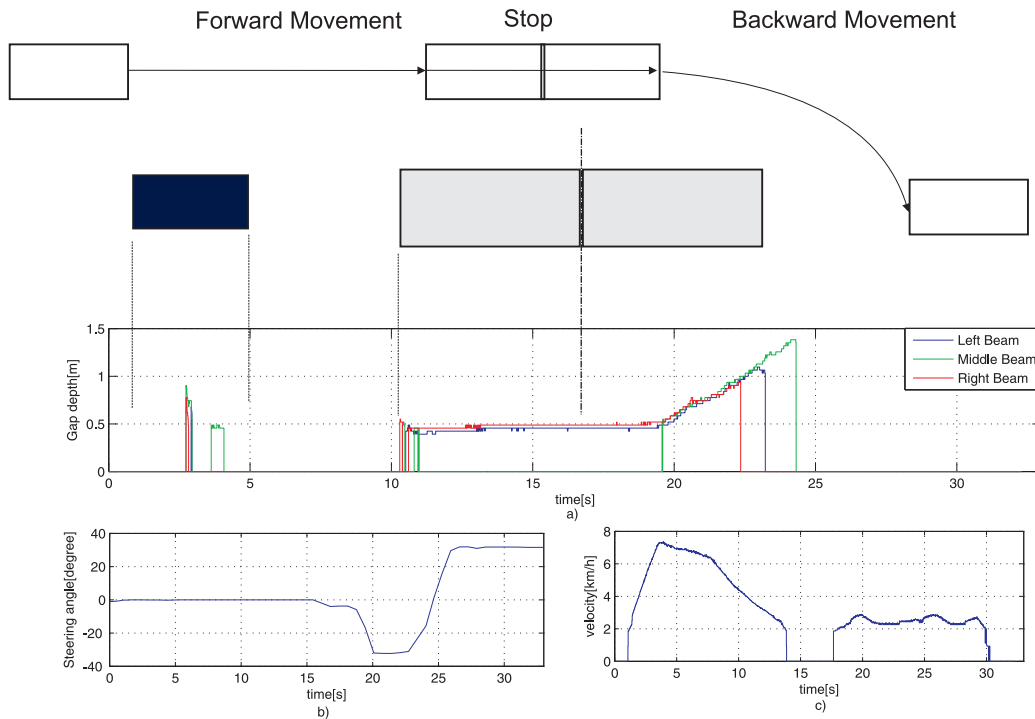 Forward Movement Stop Backward Movement
1.5
1
0.5
0
Gap depth[m]
Left Beam
Middle Beam
Right Beam
0 5 10 15 20 25 30
time[s]
a)
40
20
0
-20
-40
Steering angle[degree]
0 5 10 15 20 25 30
time[s]
b)
8
6
4
2
0
velocity[km/h]
0 5 10 15 20 25 30
time[s]
c)